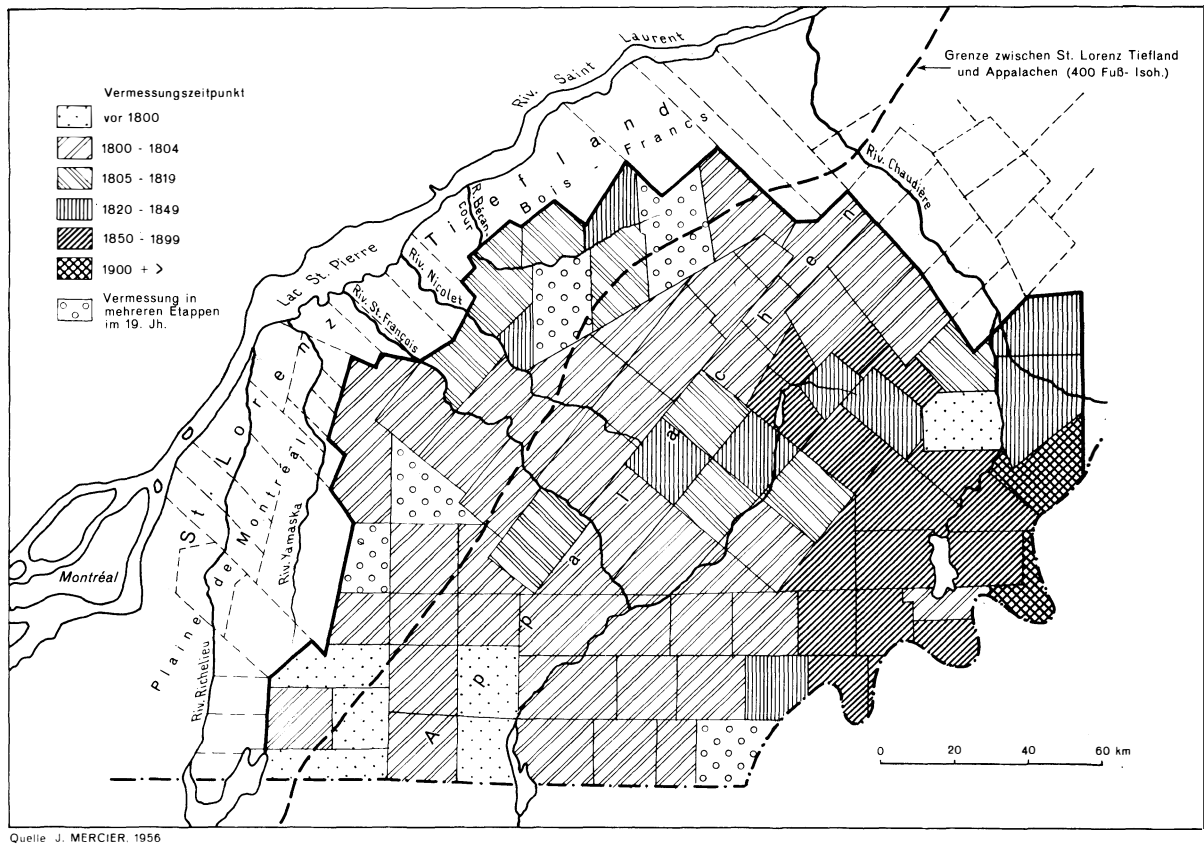 Vermessungszeitpunkt
vor 1800
1800 - 1804
1805 - 1819
1820 - 1849
1850 - 1899
1900 + >
Vermessung in
mehreren Etappen
im 19. Jh.
Grenze zwischen St. Lorenz Tiefland
und Appalachen (400 Fuß- Isoh.)
Riv. Saint Laurent
St. Lorenz Tiefland
Bois - Francs
Riv. Chaudière
R. Bécan-
cour
Lac St. Pierre
Riv. Nicolet
Riv. St. François
Appalachen
Plaine de Montréal
Riv. Yamaska
Montréal
Riv. Richelieu
0 20 40 60 km
Quelle J. MERCIER, 1956